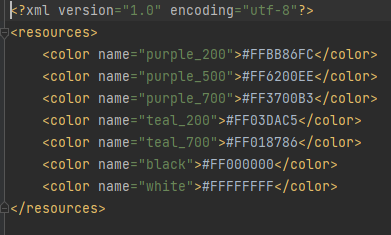 <?xml version="1.0" encoding="utf-8"?>
<resources>
    <color name="purple_200">#FFBB86FC</color>
    <color name="purple_500">#FF6200EE</color>
    <color name="purple_700">#FF3700B3</color>
    <color name="teal_200">#FF03DAC5</color>
    <color name="teal_700">#FF018786</color>
    <color name="black">#FF000000</color>
    <color name="white">#FFFFFFFF</color>
</resources>